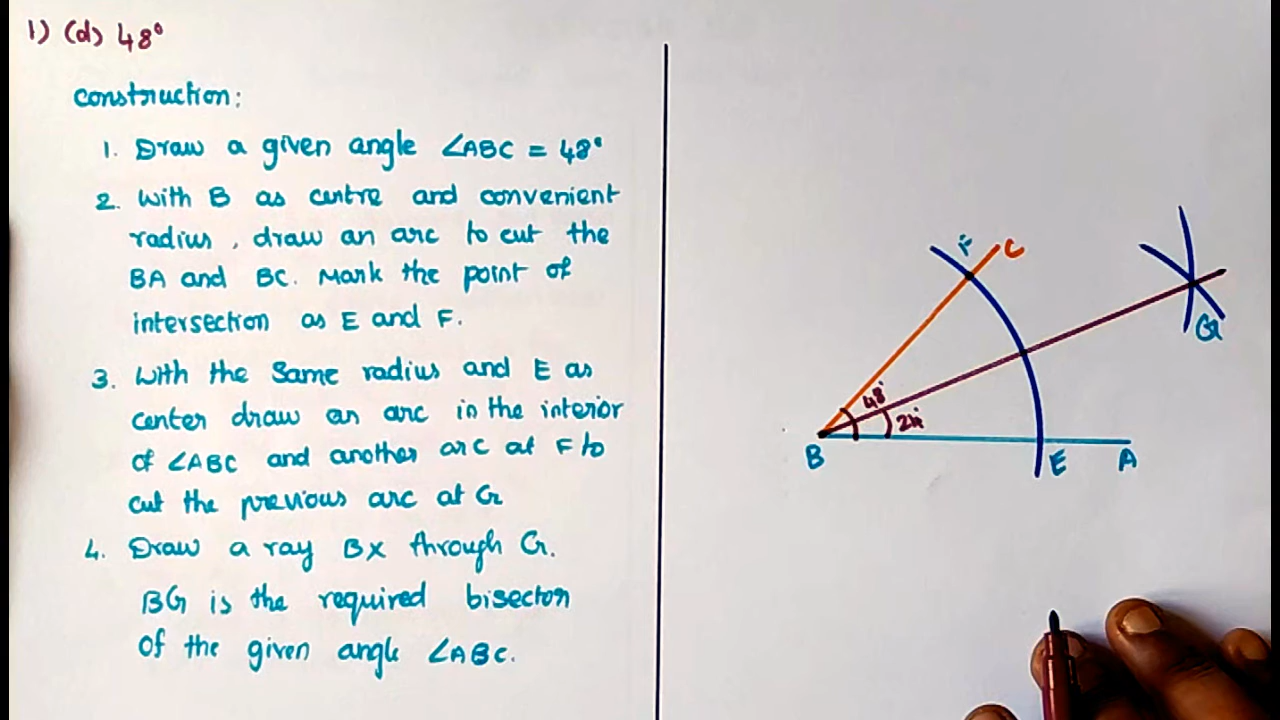 1) (d) 48°
Construction:
1. Draw a given angle ∠ABC = 48°
2. With B as centre and convenient
radius, draw an arc to cut the
BA and BC. Mark the point of
intersection as E and F.
3. With the Same radius and E as
center draw an arc in the interior
of ∠ABC and another arc at F to
cut the previous arc at G
4. Draw a ray BX through G.
BG is the required bisector
of the given angle ∠ABC.
F C
G
48°
24°
B E A